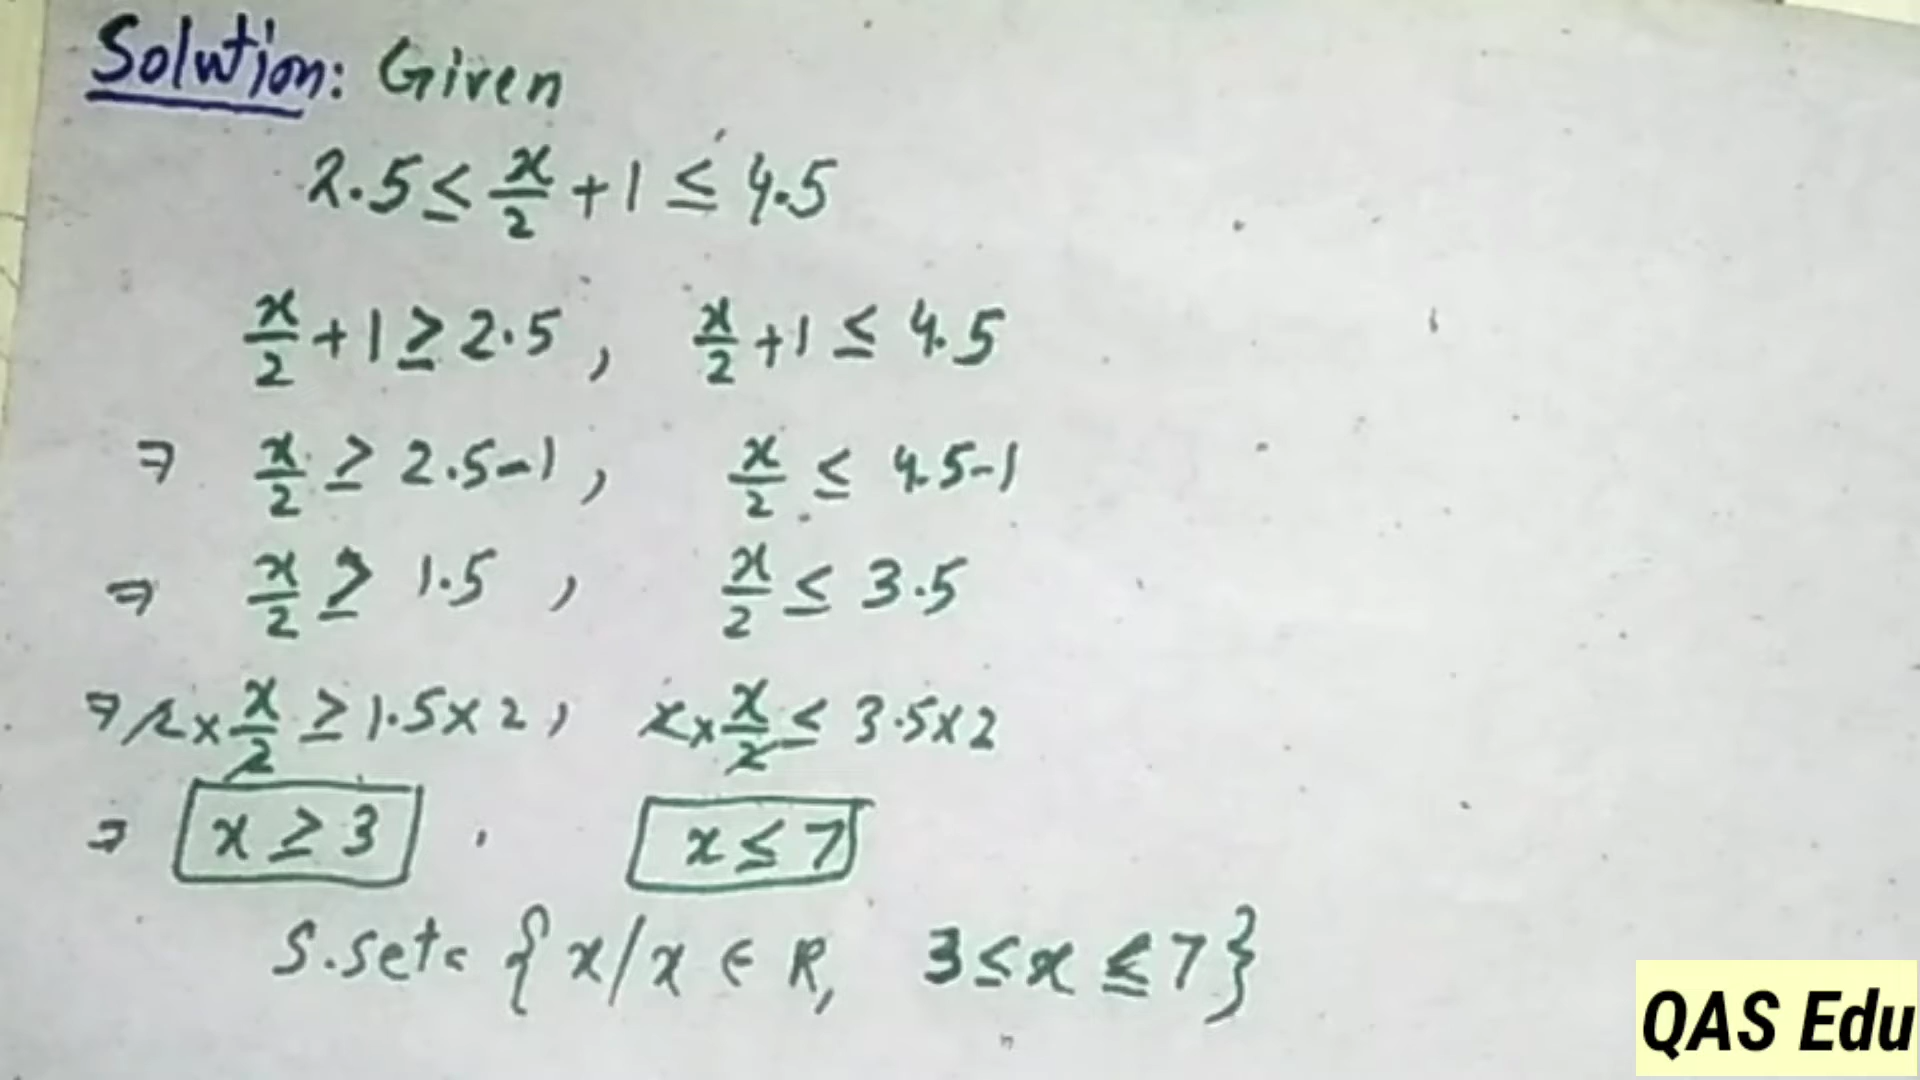 Solution: Given
2.5 ≤ x/2 + 1 ≤ 4.5
x/2 + 1 ≥ 2.5 , x/2 + 1 ≤ 4.5
⇒ x/2 ≥ 2.5-1 , x/2 ≤ 4.5-1
⇒ x/2 ≥ 1.5 , x/2 ≤ 3.5
⇒ 2 × x/2 ≥ 1.5 × 2 , 2 × x/2 ≤ 3.5 × 2
⇒ x ≥ 3 , x ≤ 7
S.set = {x/x ∈ R, 3 ≤ x ≤ 7}
QAS Edu